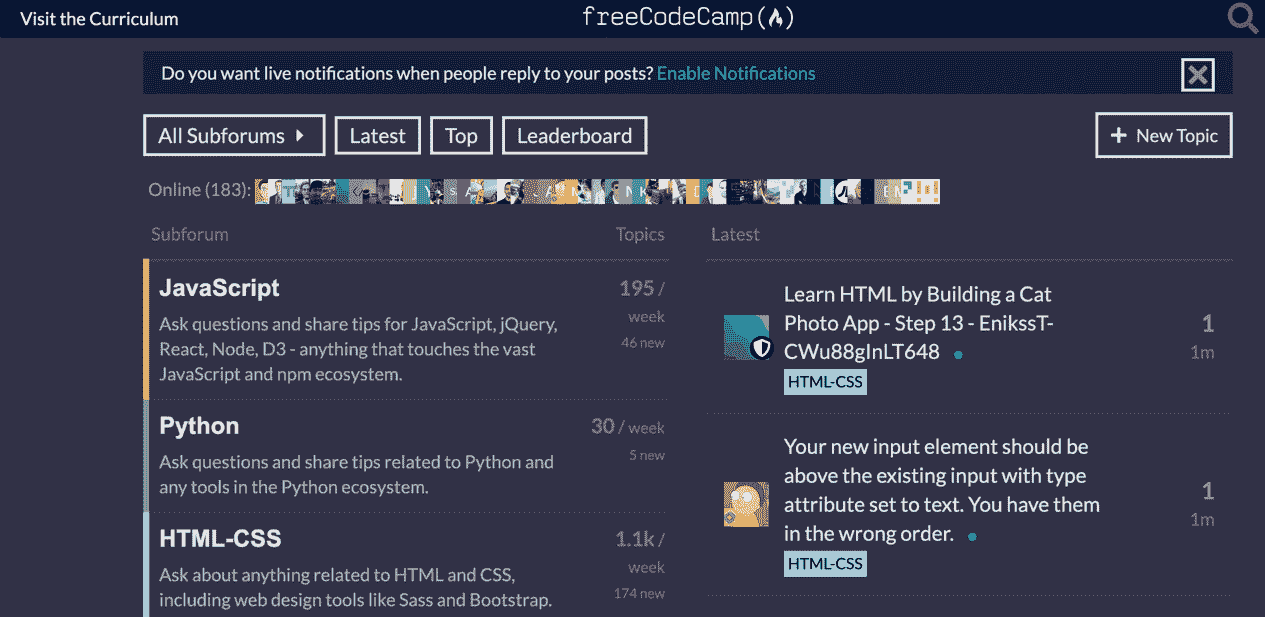 Visit the Curriculum
freeCodeCamp(🔥)
Do you want live notifications when people reply to your posts? Enable Notifications
All Subforums
Latest
Top
Leaderboard
+ New Topic
Online (183):
Subforum
Topics
JavaScript
195 /
week
46 new
Ask questions and share tips for JavaScript, jQuery,
React, Node, D3 - anything that touches the vast
JavaScript and npm ecosystem.
Python
30 / week
5 new
Ask questions and share tips related to Python and
any tools in the Python ecosystem.
HTML-CSS
1.1k /
week
174 new
Ask about anything related to HTML and CSS,
including web design tools like Sass and Bootstrap.
Latest
Learn HTML by Building a Cat
Photo App - Step 13 - EnikssT-
CWu88gInLT648
HTML-CSS
1
1m
Your new input element should be
above the existing input with type
attribute set to text. You have them
in the wrong order.
HTML-CSS
1
1m